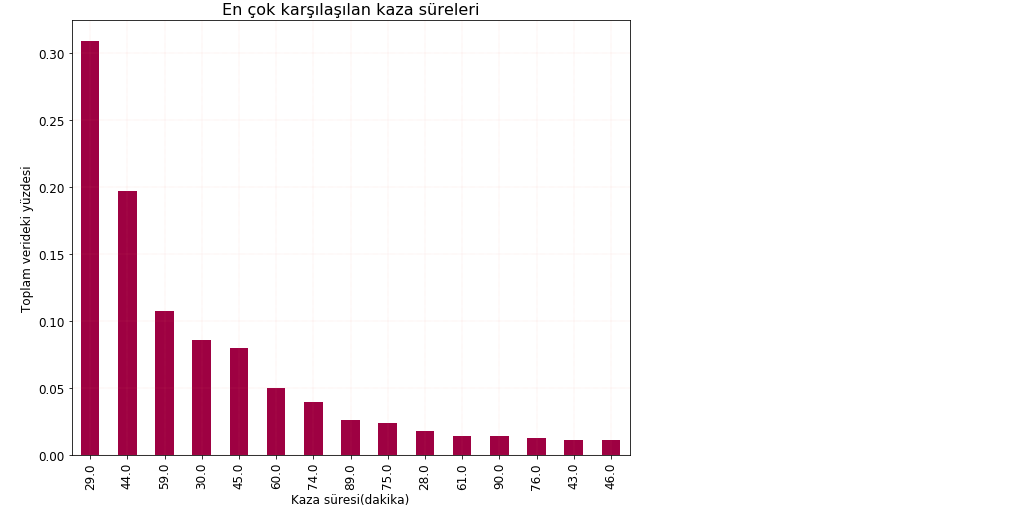 En çok karşılaşılan kaza süreleri
Toplam verideki yüzdesi
0.30
0.25
0.20
0.15
0.10
0.05
0.00
29.0 44.0 59.0 30.0 45.0 60.0 74.0 89.0 75.0 28.0 61.0 90.0 76.0 43.0 46.0
Kaza süresi(dakika)